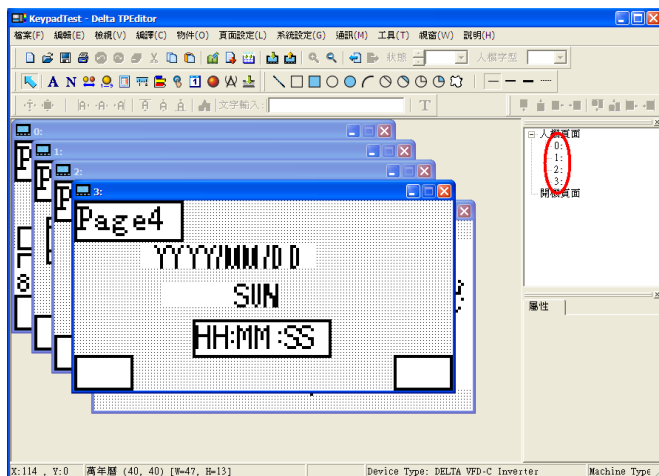 KeypadTest - Delta TPEditor
檔案(F) 編輯(E) 檢視(V) 編譯(C) 物件(O) 頁面設定(L) 系統設定(G) 通訊(M) 工具(T) 視窗(W) 說明(H)
狀態 人機字型
A N
文字輸入: T
0:
1:
2:
3:
Page4
YYYY/MM/DD
SUN
HH:MM:SS
人機頁面
0:
1:
2:
3:
開機頁面
屬性
X:114 , Y:0 萬年曆 (40, 40) [W=47, H=13] Device Type: DELTA VFD-C Inverter Machine Type